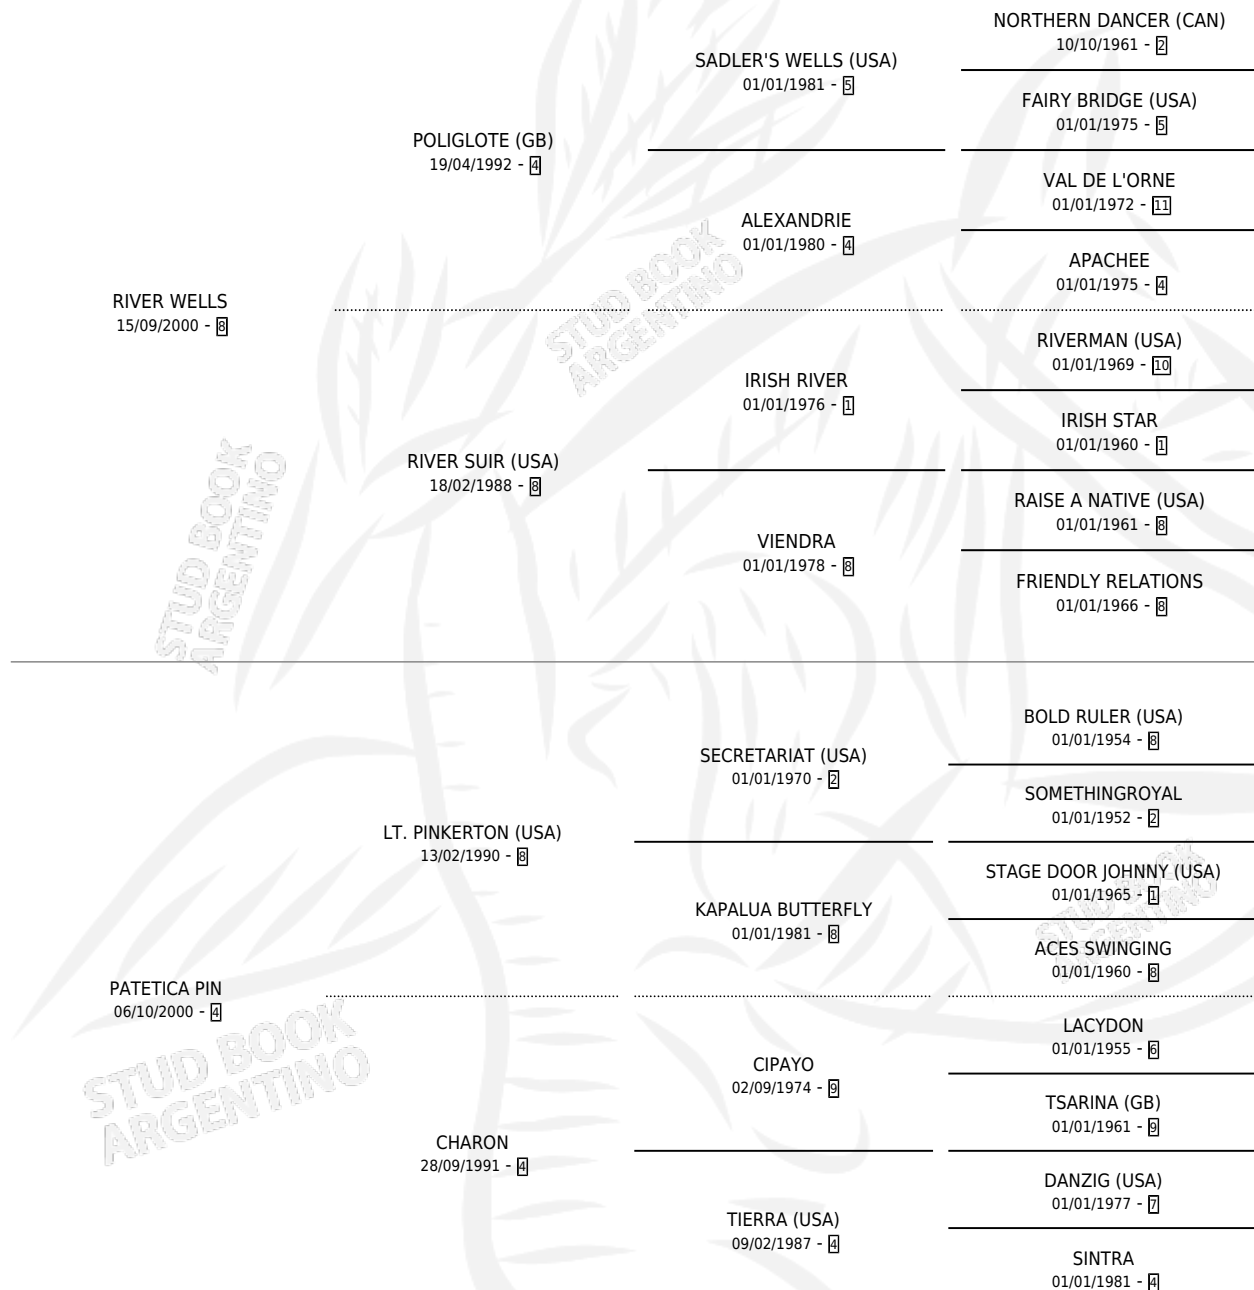 NORTHERN DANCER (CAN)
10/10/1961 - 2
SADLER'S WELLS (USA)
01/01/1981 - 5
FAIRY BRIDGE (USA)
01/01/1975 - 5
POLIGLOTE (GB)
19/04/1992 - 4
VAL DE L'ORNE
01/01/1972 - 11
ALEXANDRIE
01/01/1980 - 4
APACHEE
01/01/1975 - 4
RIVER WELLS
15/09/2000 - 8
STUD BOOK
ARGENTINO
RIVERMAN (USA)
01/01/1969 - 10
IRISH RIVER
01/01/1976 - 1
IRISH STAR
01/01/1960 - 1
RIVER SUIR (USA)
18/02/1988 - 8
RAISE A NATIVE (USA)
01/01/1961 - 8
VIENDRA
01/01/1978 - 8
FRIENDLY RELATIONS
01/01/1966 - 8
STUD BOOK
ARGENTINO
BOLD RULER (USA)
01/01/1954 - 8
SECRETARIAT (USA)
01/01/1970 - 2
SOMETHINGROYAL
01/01/1952 - 2
LT. PINKERTON (USA)
13/02/1990 - 8
STAGE DOOR JOHNNY (USA)
01/01/1965 - 1
KAPALUA BUTTERFLY
01/01/1981 - 8
STUD BOOK
ARGENTINO
ACES SWINGING
01/01/1960 - 8
PATETICA PIN
06/10/2000 - 4
STUD BOOK
ARGENTINO
LACYDON
01/01/1955 - 6
CIPAYO
02/09/1974 - 9
TSARINA (GB)
01/01/1961 - 9
CHARON
28/09/1991 - 4
DANZIG (USA)
01/01/1977 - 7
TIERRA (USA)
09/02/1987 - 4
SINTRA
01/01/1981 - 4